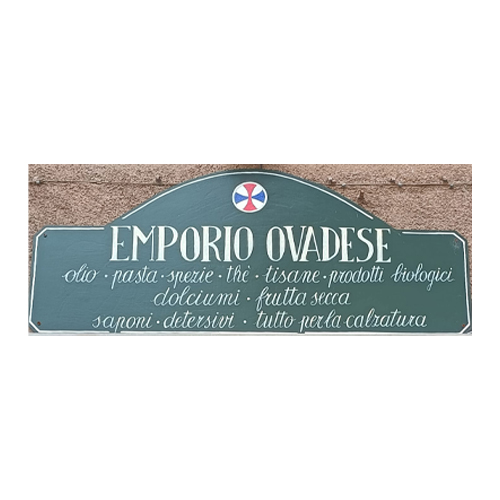 EMPORIO OVADESE
olio · pasta · spezie · thè · tisane · prodotti biologici
dolciumi · frutta secca
saponi · detersivi · tutto per la calzatura